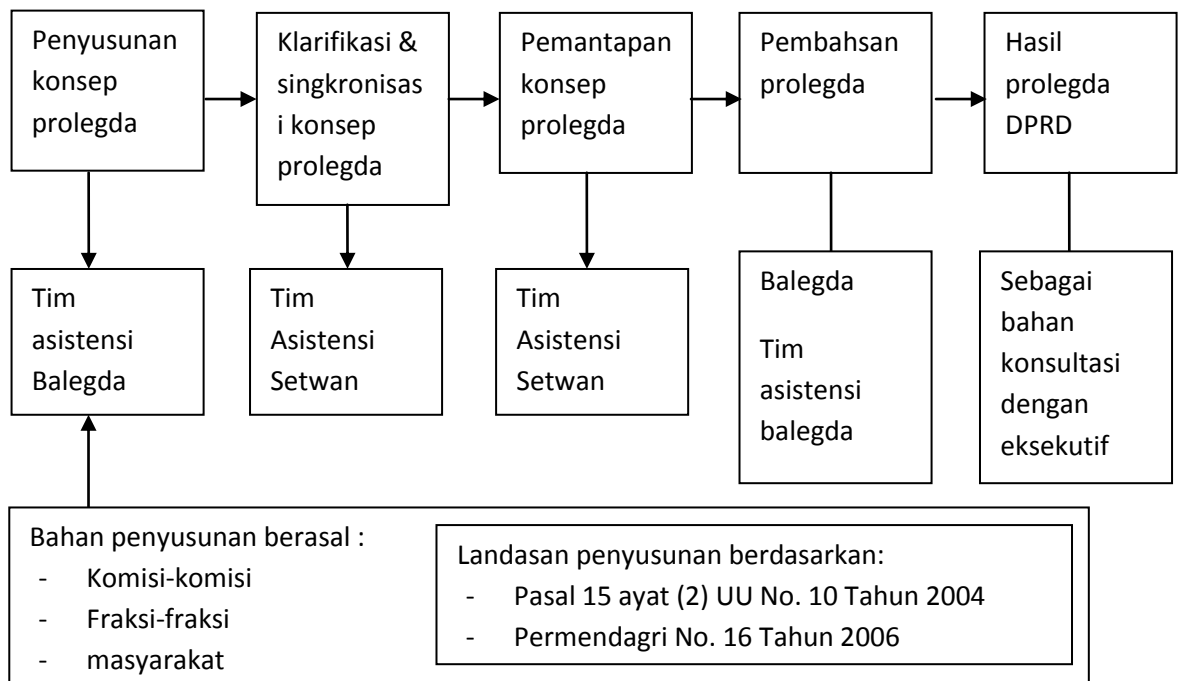 Penyusunan
konsep
prolegda
Klarifikasi &
singkronisas
i konsep
prolegda
Pemantapan
konsep
prolegda
Pembahsan
prolegda
Hasil
prolegda
DPRD
Tim
asistensi
Balegda
Tim
Asistensi
Setwan
Tim
Asistensi
Setwan
Balegda
Tim
asistensi
balegda
Sebagai
bahan
konsultasi
dengan
eksekutif
Bahan penyusunan berasal :
- Komisi-komisi
- Fraksi-fraksi
- masyarakat
Landasan penyusunan berdasarkan:
- Pasal 15 ayat (2) UU No. 10 Tahun 2004
- Permendagri No. 16 Tahun 2006